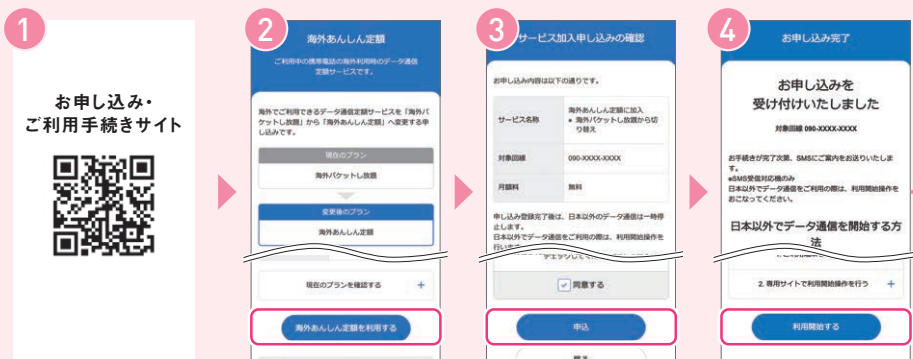 1
お申し込み・
ご利用手続きサイト
2
海外あんしん定額
ご利用中の携帯電話の海外利用時のデータ通信
定額サービスです。
海外でご利用できるデータ通信定額サービスを「海外パ
ケットし放題」から「海外あんしん定額」へ変更する申
し込みです。
現在のプラン
海外パケットし放題
変更後のプラン
海外あんしん定額
現在のプランを確認する +
海外あんしん定額を利用する
3
サービス加入申し込みの確認
お申し込み内容は以下の通りです。
サービス名称
海外あんしん定額に加入
• 海外パケットし放題から切
り替え
対象回線 090-XXXX-XXXX
月額料 無料
申し込み登録完了後は、日本以外のデータ通信は一時停
止します。
日本以外でデータ通信をご利用の際は、利用開始操作を
行い
チェックして
同意する
申込
戻る
4
お申し込み完了
お申し込みを
受け付けいたしました
対象回線 090-XXXX-XXXX
お手続きが完了次第、SMSにご案内をお送りいたしま
す。
※SMS受信対応機のみ
日本以外でデータ通信をご利用の際は、利用開始操作を
おこなってください。
日本以外でデータ通信を開始する方
法
2. 専用サイトで利用開始操作を行う +
利用開始する